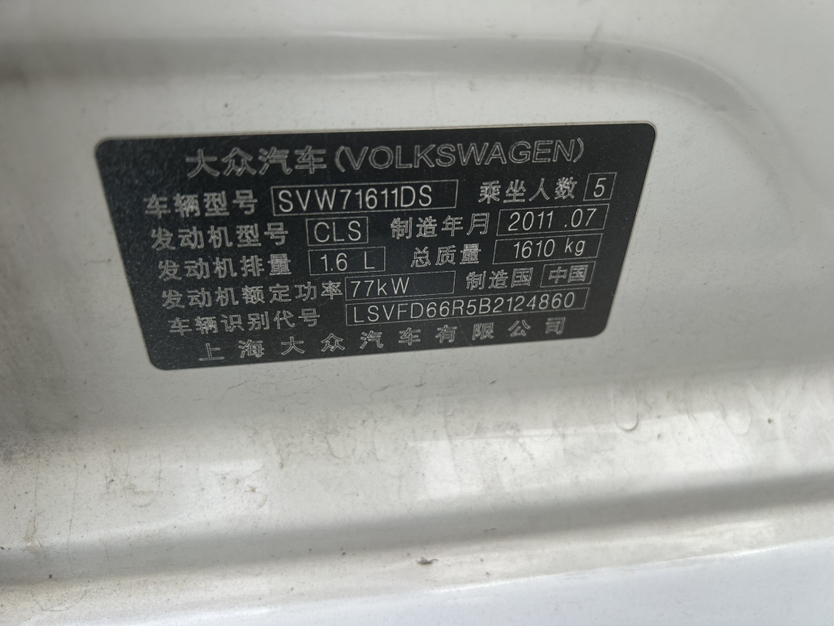 大众汽车(VOLKSWAGEN)
车辆型号 SVW71611DS 乘坐人数 5
发动机型号 CLS 制造年月 2011.07
发动机排量 1.6 L 总质量 1610 kg
发动机额定功率 77kW 制造国 中国
车辆识别代号 LSVFD66R5B2124860
上海大众汽车有限公司